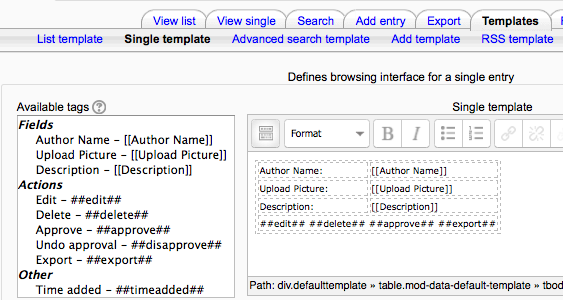 View list View single Search Add entry Export Templates
List template Single template Advanced search template Add template RSS template
Defines browsing interface for a single entry
Available tags ?
Single template
Fields
Author Name - [[Author Name]]
Upload Picture - [[Upload Picture]]
Description - [[Description]]
Actions
Edit - ##edit##
Delete - ##delete##
Approve - ##approve##
Undo approval - ##disapprove##
Export - ##export##
Other
Time added - ##timeadded##
Format B I
Author Name: [[Author Name]]
Upload Picture: [[Upload Picture]]
Description: [[Description]]
##edit## ##delete## ##approve## ##export##
Path: div.defaulttemplate » table.mod-data-default-template » tbod